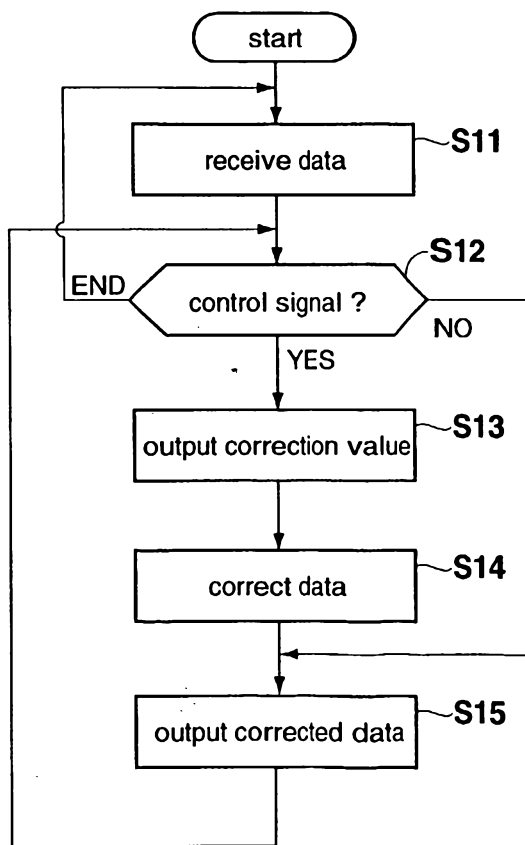 start
receive data
S11
S12
END
control signal ?
NO
YES
output correction value
S13
correct data
S14
output corrected data
S15